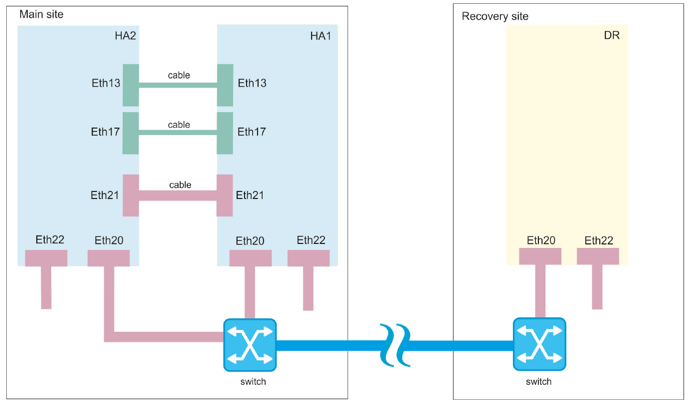 Main site
Recovery site
HA2
HA1
DR
Eth13
cable
Eth13
Eth17
cable
Eth17
Eth21
cable
Eth21
Eth22
Eth20
Eth20
Eth22
Eth20
Eth22
switch
switch